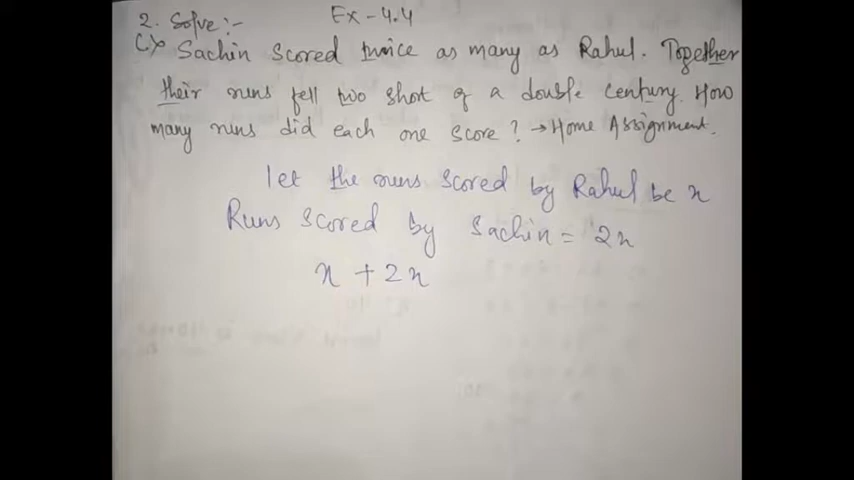 Ex - 4.4
2. Solve :-
C) Sachin scored twice as many as Rahul. Together
their runs fell two short of a double century. How
many runs did each one score? → Home Assignment.
let the runs scored by Rahul be x
Runs scored by Sachin = 2x
x + 2x